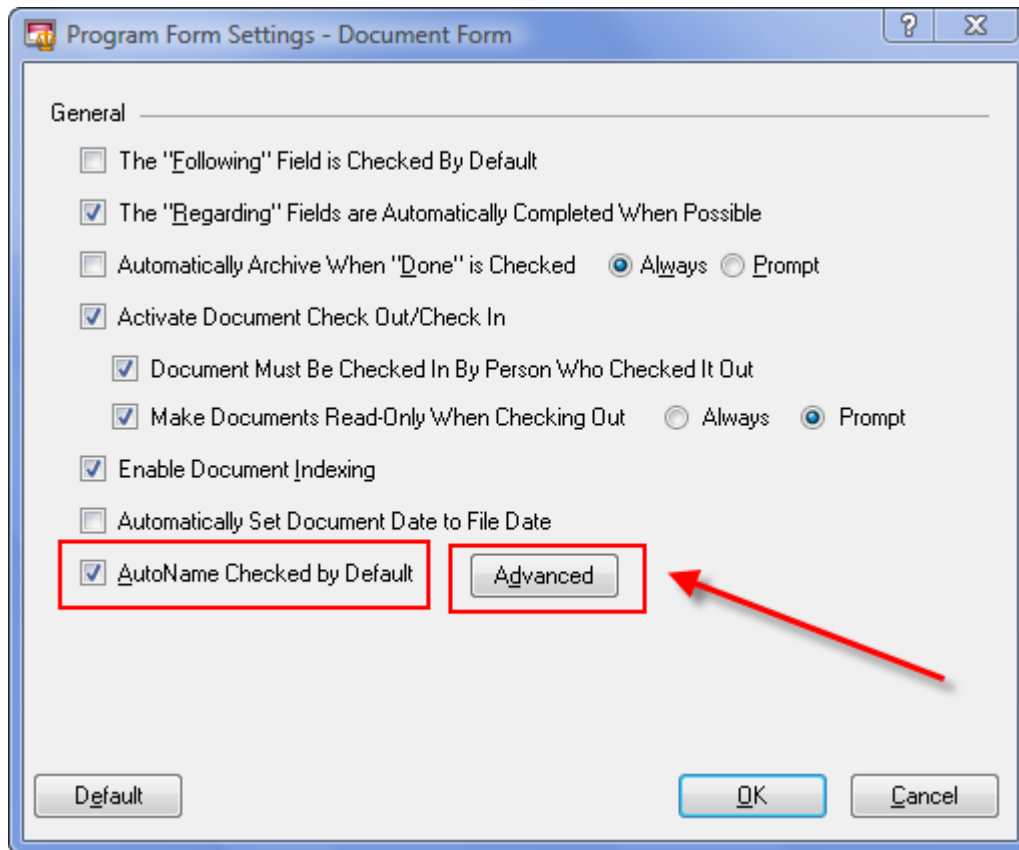 Program Form Settings - Document Form
General
The "Following" Field is Checked By Default
The "Regarding" Fields are Automatically Completed When Possible
Automatically Archive When "Done" is Checked Always Prompt
Activate Document Check Out/Check In
Document Must Be Checked In By Person Who Checked It Out
Make Documents Read-Only When Checking Out Always Prompt
Enable Document Indexing
Automatically Set Document Date to File Date
AutoName Checked by Default Advanced
Default OK Cancel